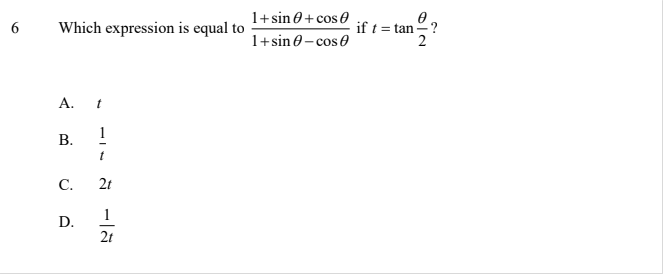 6 Which expression is equal to (1+sin θ+cos θ)/(1+sin θ−cos θ) if t = tan θ/2?
A. t
B. 1/t
C. 2t
D. 1/2t